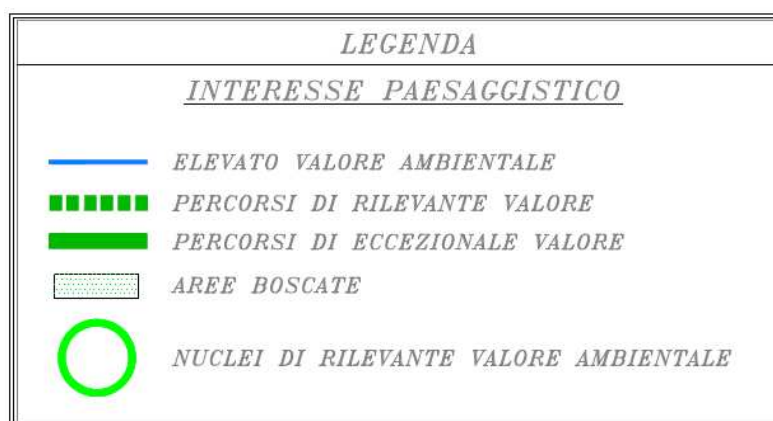 LEGENDA
INTERESSE PAESAGGISTICO
ELEVATO VALORE AMBIENTALE
PERCORSI DI RILEVANTE VALORE
PERCORSI DI ECCEZIONALE VALORE
AREE BOSCATE
NUCLEI DI RILEVANTE VALORE AMBIENTALE